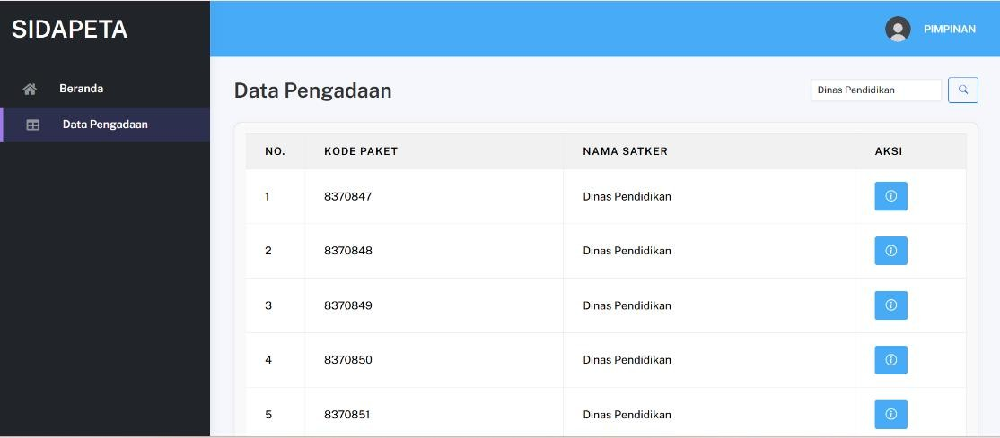 SIDAPETA
PIMPINAN
Beranda
Data Pengadaan
Data Pengadaan
Dinas Pendidikan
NO. KODE PAKET NAMA SATKER AKSI
1 8370847 Dinas Pendidikan
2 8370848 Dinas Pendidikan
3 8370849 Dinas Pendidikan
4 8370850 Dinas Pendidikan
5 8370851 Dinas Pendidikan